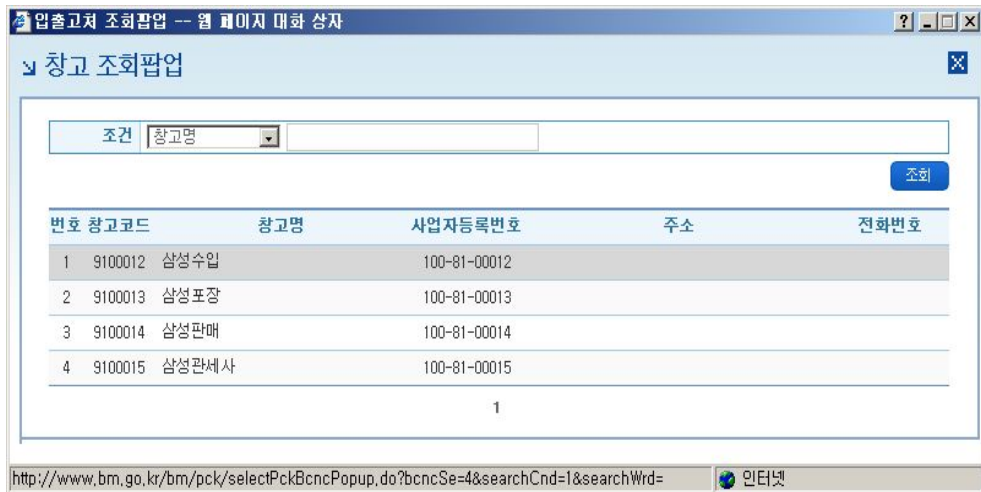 입출고처 조회팝업 -- 웹 페이지 대화 상자
창고 조회팝업
조건 창고명
조회
번호 창고코드 창고명 사업자등록번호 주소 전화번호
1 9100012 삼성수입 100-81-00012
2 9100013 삼성포장 100-81-00013
3 9100014 삼성판매 100-81-00014
4 9100015 삼성관세사 100-81-00015
1
http://www.bm.go.kr/bm/pck/selectPckBcncPopup.do?bcncSe=4&searchCnd=1&searchWrd= 인터넷